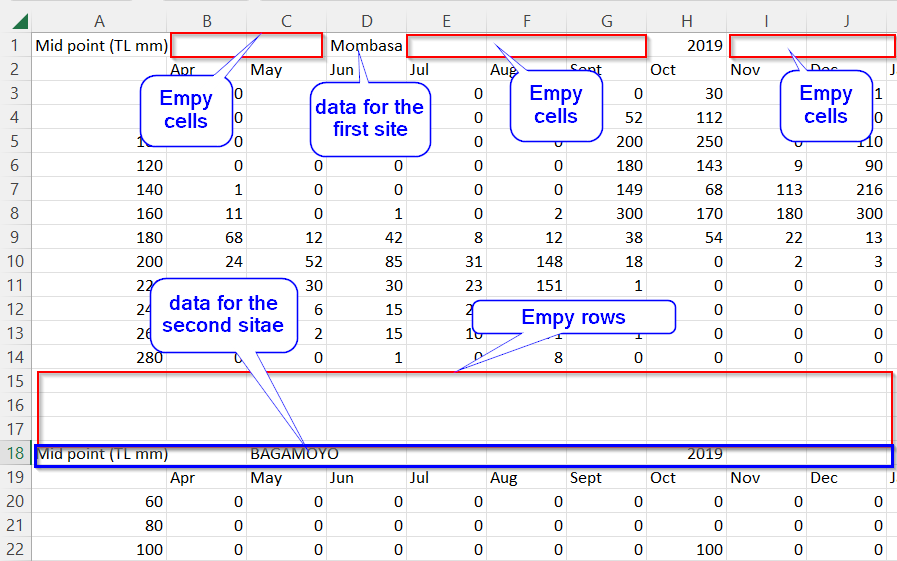 A B C D E F G H I J
1 Mid point (TL mm) Mombasa 2019
2 Apr May Jun Jul Aug Sept Oct Nov Dec
3 0 0 0 30 1
4 0 0 52 112 0
5 0 0 0 200 250 0 110
6 120 0 0 0 0 0 180 143 9 90
7 140 1 0 0 0 0 149 68 113 216
8 160 11 0 1 0 2 300 170 180 300
9 180 68 12 42 8 12 38 54 22 13
10 200 24 52 85 31 148 18 0 2 3
11 30 30 23 151 1 0 0 0
12 6 15 0 0 0
13 2 15 1 1 0 0 0
14 280 0 1 0 8 0 0 0 0
15
16
17
18 Mid point (TL mm) BAGAMOYO 2019
19 Apr May Jun Jul Aug Sept Oct Nov Dec
20 60 0 0 0 0 0 0 0 0 0
21 80 0 0 0 0 0 0 0 0 0
22 100 0 0 0 0 0 0 100 0 0
Empy
cells
data for the
first site
Empy
cells
Empy
cells
data for the
second sitae
Empy rows